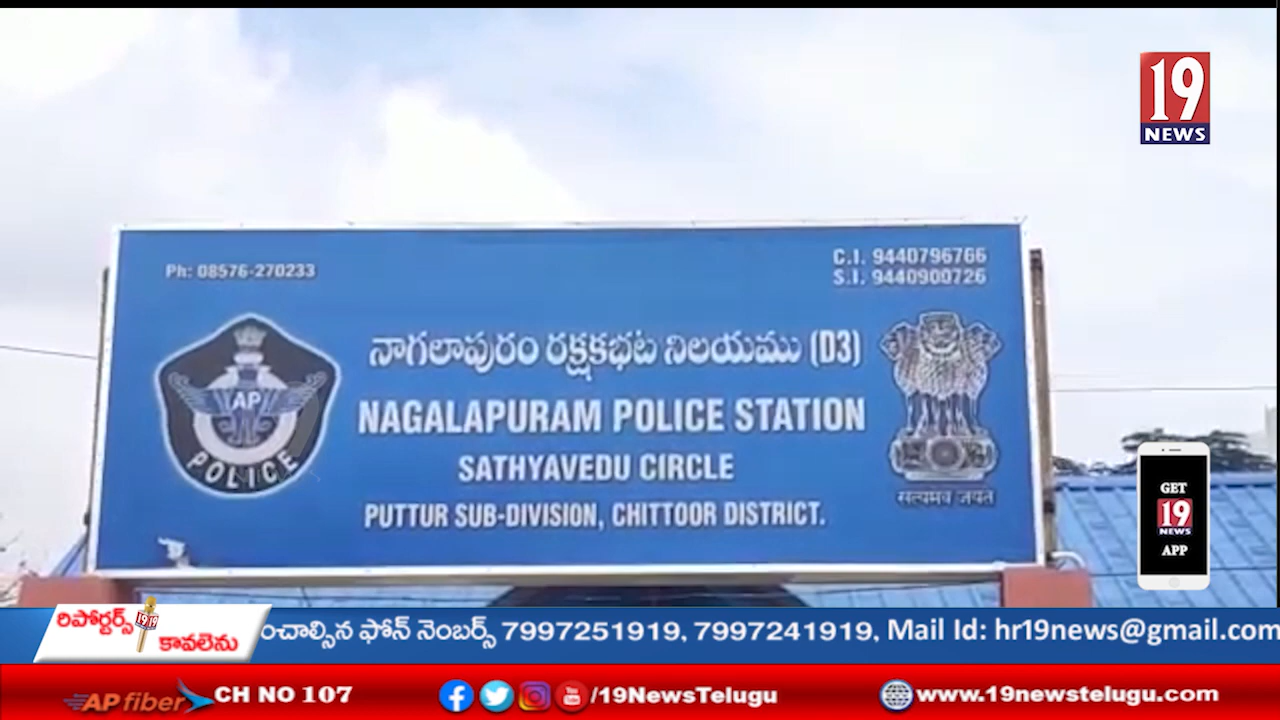 19
NEWS
Ph: 08576-270233
C.I. 9440796766
S.I. 9440900726
నాగలాపురం రక్షకభట నిలయము (D3)
AP
POLICE
NAGALAPURAM POLICE STATION
SATHYAVEDU CIRCLE
PUTTUR SUB-DIVISION, CHITTOOR DISTRICT.
सत्यमेव जयते
GET
19
NEWS
APP
రిపోర్టర్స్
కావలెను
ంచాల్సిన ఫోన్ నెంబర్స్ 7997251919, 7997241919, Mail Id: hr19news@gmail.com
AP fiber CH NO 107 /19NewsTelugu www.19newstelugu.com